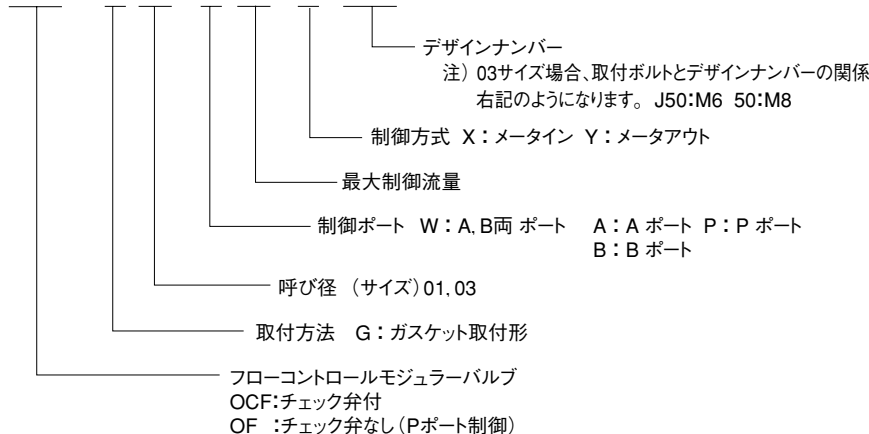 デザインナンバー
注） 03サイズ場合、取付ボルトとデザインナンバーの関係
右記のようになります。 J50：M6 50：M8
制御方式 X：メータイン Y：メータアウト
最大制御流量
制御ポート W：A, B両 ポート A：A ポート P：P ポート
B：B ポート
呼び径 （サイズ）01, 03
取付方法 G：ガスケット取付形
フローコントロールモジュラーバルブ
OCF：チェック弁付
OF ：チェック弁なし（Pポート制御）